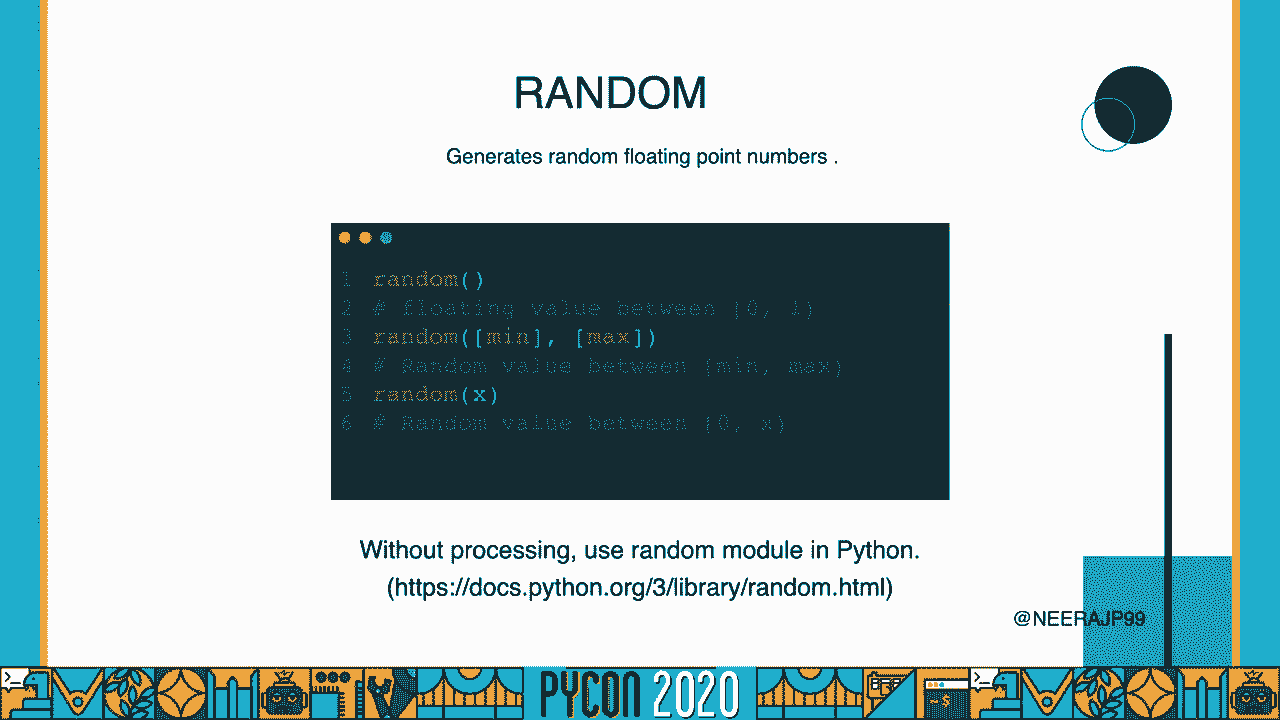 RANDOM
Generates random floating point numbers .
1 random()
2 # floating value between [0, 1)
3 random([min], [max])
4 # Random value between (min, max)
5 random(x)
6 # Random value between [0, x)
Without processing, use random module in Python.
(https://docs.python.org/3/library/random.html)
@NEERAJP99
PYCON 2020